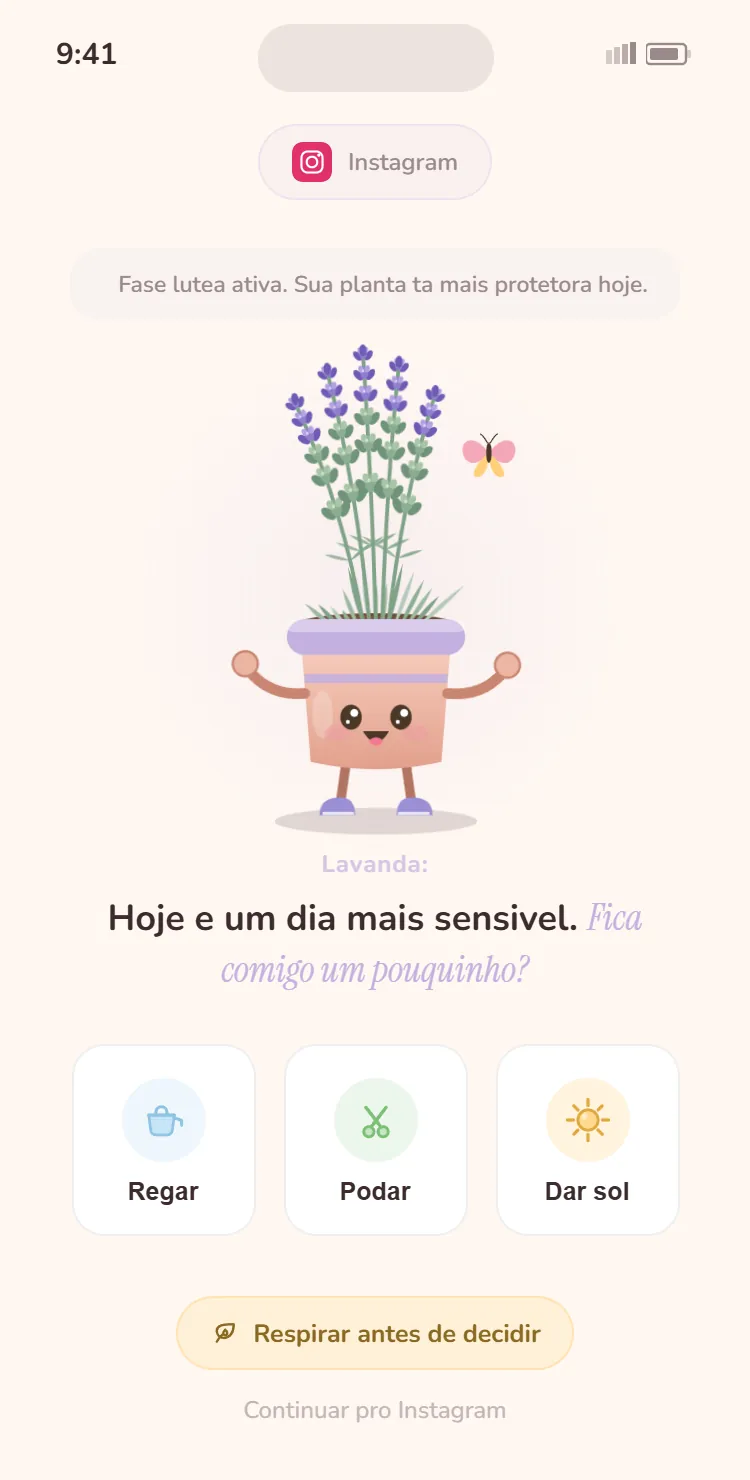 9:41
Instagram
Fase lutea ativa. Sua planta ta mais protetora hoje.
Lavanda:
Hoje e um dia mais sensivel. Fica
comigo um pouquinho?
Regar
Podar
Dar sol
Respirar antes de decidir
Continuar pro Instagram